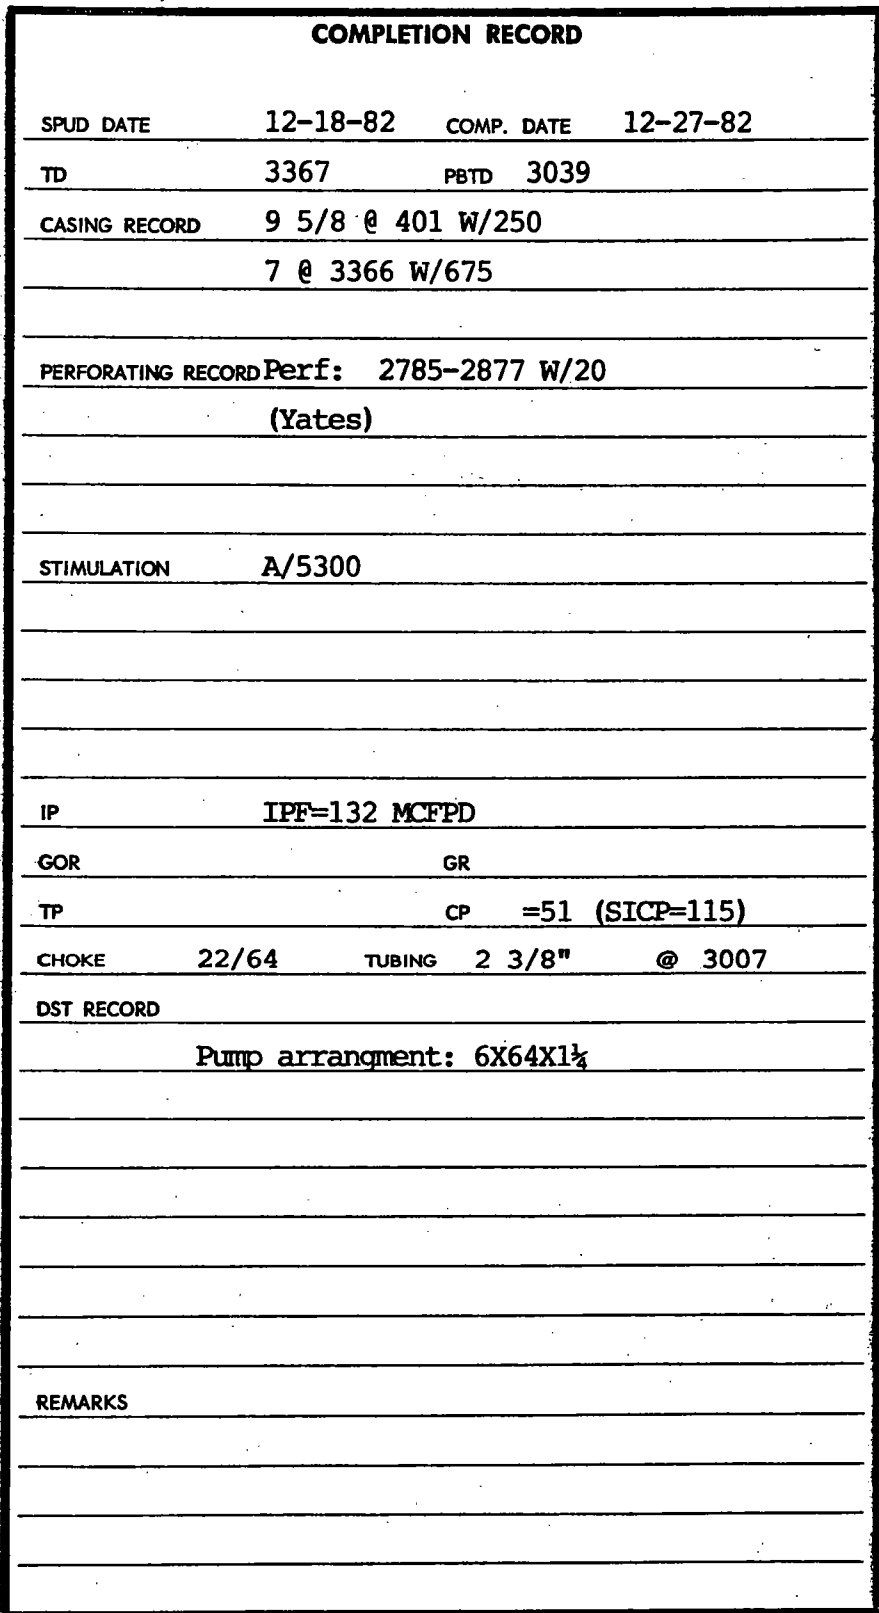 COMPLETION RECORD
SPUD DATE 12-18-82 COMP. DATE 12-27-82
TD 3367 PBTD 3039
CASING RECORD 9 5/8 @ 401 W/250
7 @ 3366 W/675
PERFORATING RECORD Perf: 2785-2877 W/20
(Yates)
STIMULATION A/5300
IP IPF=132 MCFPD
GOR GR
TP CP =51 (SICP=115)
CHOKE 22/64 TUBING 2 3/8" @ 3007
DST RECORD
Pump arrangment: 6X64X1¼
REMARKS